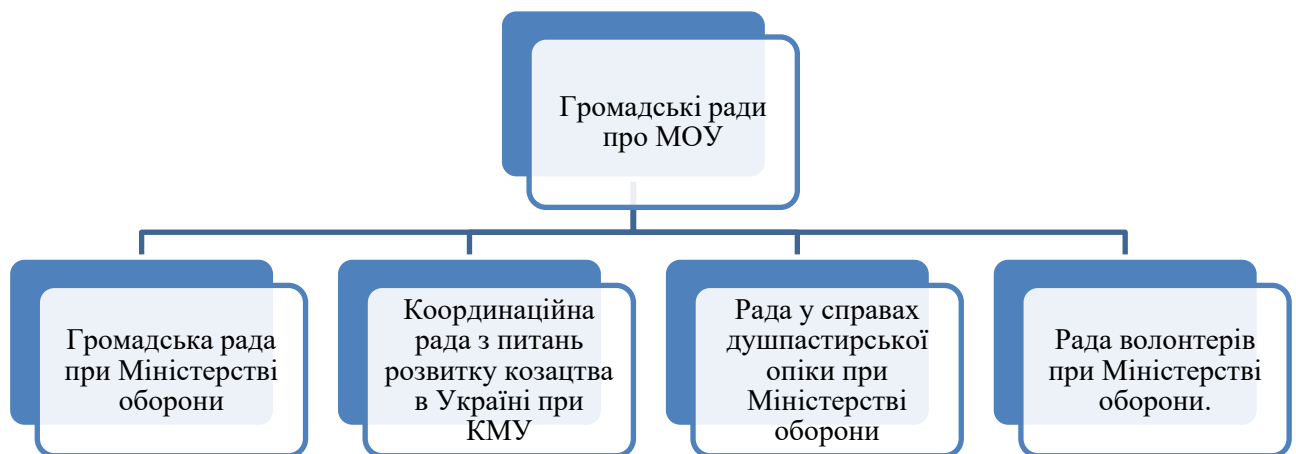 Громадські ради
про МОУ
Громадська рада
при Міністерстві
оборони
Координаційна
рада з питань
розвитку козацтва
в Україні при
КМУ
Рада у справах
душпастирської
опіки при
Міністерстві
оборони
Рада волонтерів
при Міністерстві
оборони.